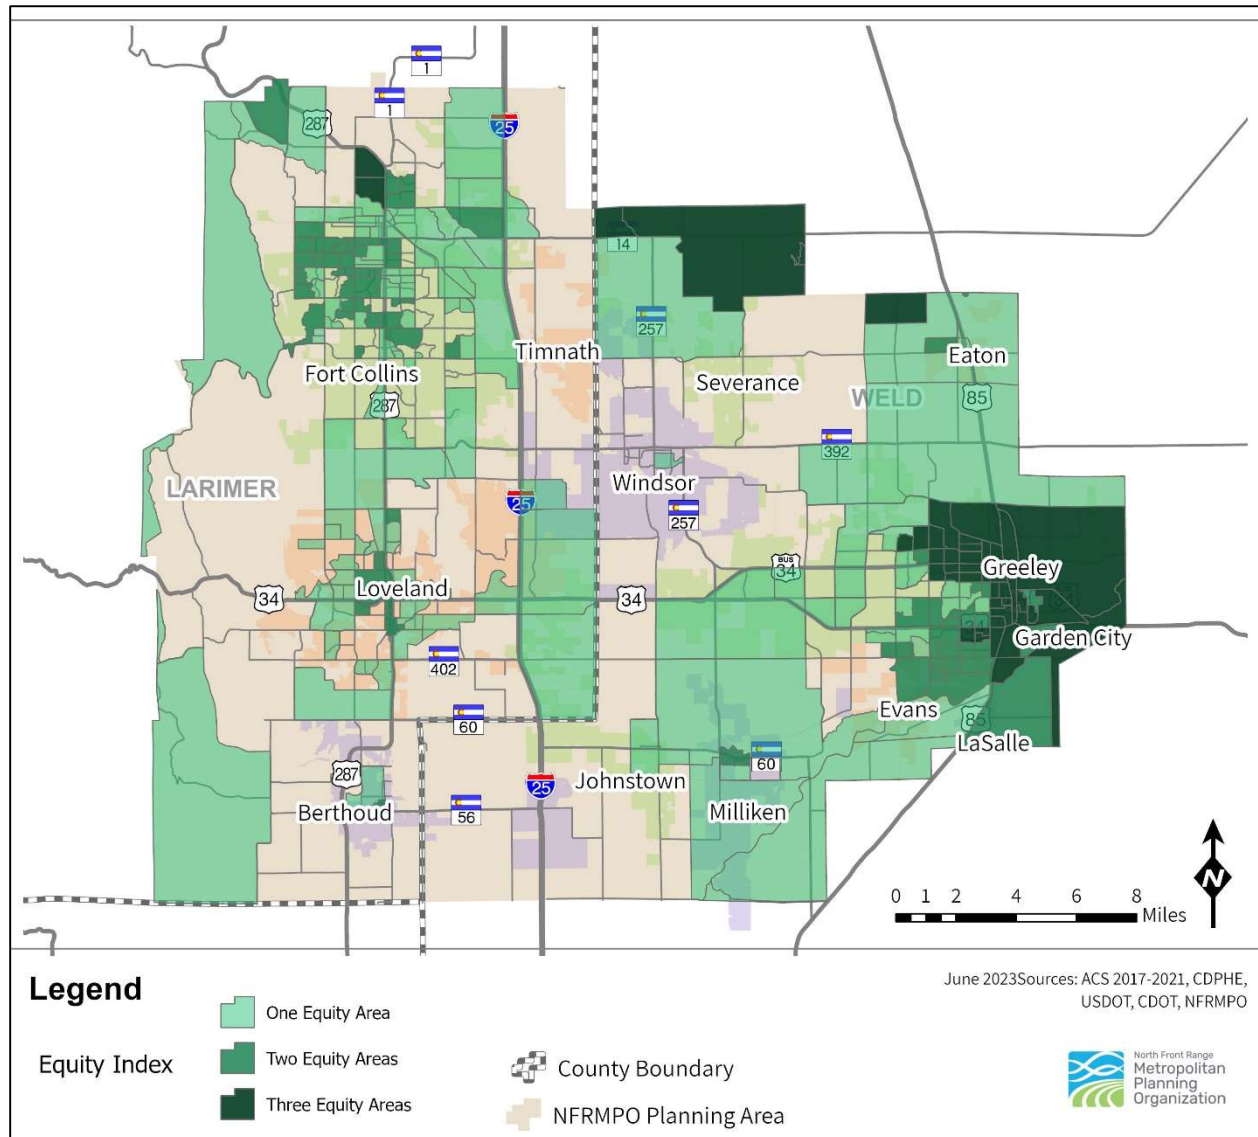 1
1
287
25
14
257
Timnath
Eaton
Fort Collins
Severance
287
WELD
85
392
LARIMER
Windsor
25
257
BUS
34
Greeley
Loveland
34
34
34
Garden City
402
Evans
60
85
LaSalle
60
287
25
Johnstown
Berthoud
56
Milliken
N
0 1 2 4 6 8
Miles
Legend
June 2023Sources: ACS 2017-2021, CDPHE,
USDOT, CDOT, NFRMPO
One Equity Area
Equity Index
Two Equity Areas
County Boundary
Three Equity Areas
NFRMPO Planning Area
North Front Range
Metropolitan
Planning
Organization